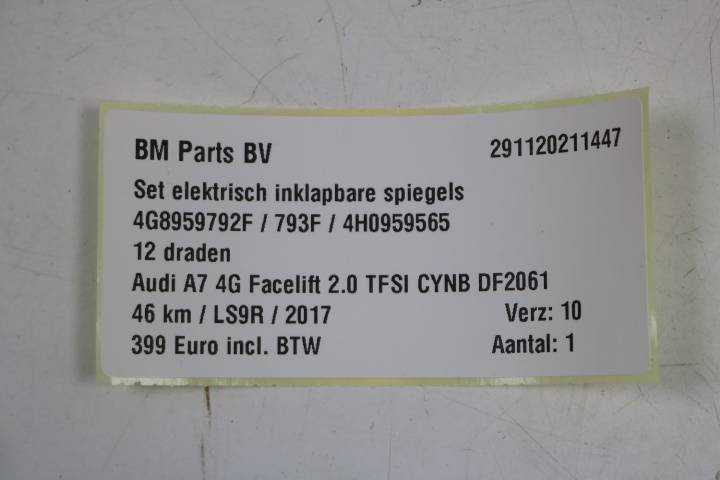 BM Parts BV 291120211447
Set elektrisch inklapbare spiegels
4G8959792F / 793F / 4H0959565
12 draden
Audi A7 4G Facelift 2.0 TFSI CYNB DF2061
46 km / LS9R / 2017 Verz: 10
399 Euro incl. BTW Aantal: 1